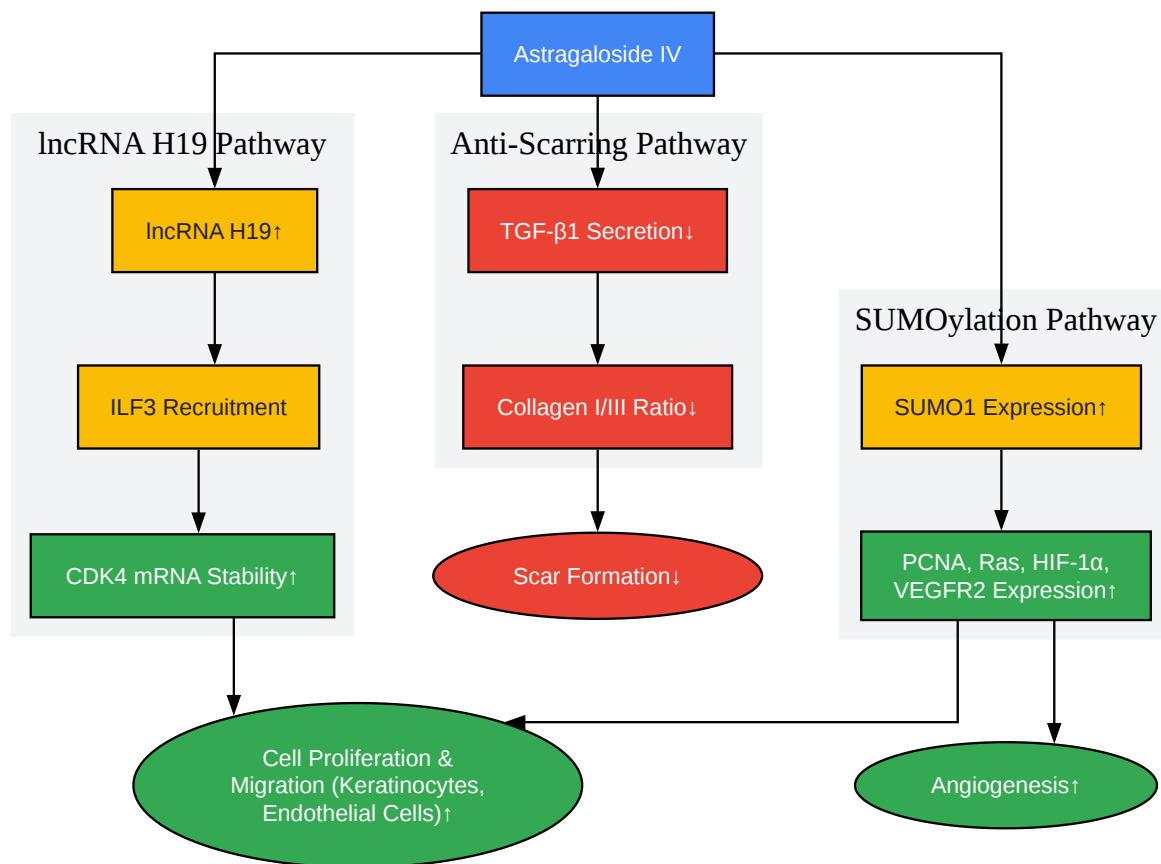 Astragaloside IV
lncRNA H19 Pathway
Anti-Scarring Pathway
lncRNA H19↑
TGF-β1 Secretion↓
SUMOylation Pathway
ILF3 Recruitment
Collagen I/III Ratio↓
SUMO1 Expression↑
CDK4 mRNA Stability↑
Scar Formation↓
PCNA, Ras, HIF-1α,
VEGFR2 Expression↑
Cell Proliferation &
Migration (Keratinocytes,
Endothelial Cells)↑
Angiogenesis↑